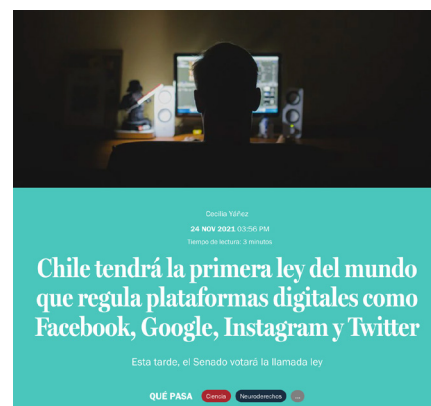 Cecilia Yáñez
24 NOV 2021 03:56 PM
Tiempo de lectura: 3 minutos
Chile tendrá la primera ley del mundo
que regula plataformas digitales como
Facebook, Google, Instagram y Twitter
Esta tarde, el Senado votará la llamada ley
QUÉ PASA Ciencia Neuroderechos ...